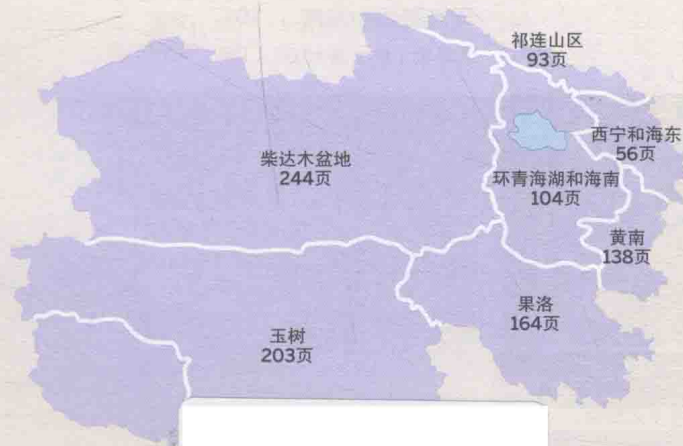 祁连山区
93页
西宁和海东
56页
柴达木盆地
244页
环青海湖和海南
104页
黄南
138页
果洛
164页
玉树
203页